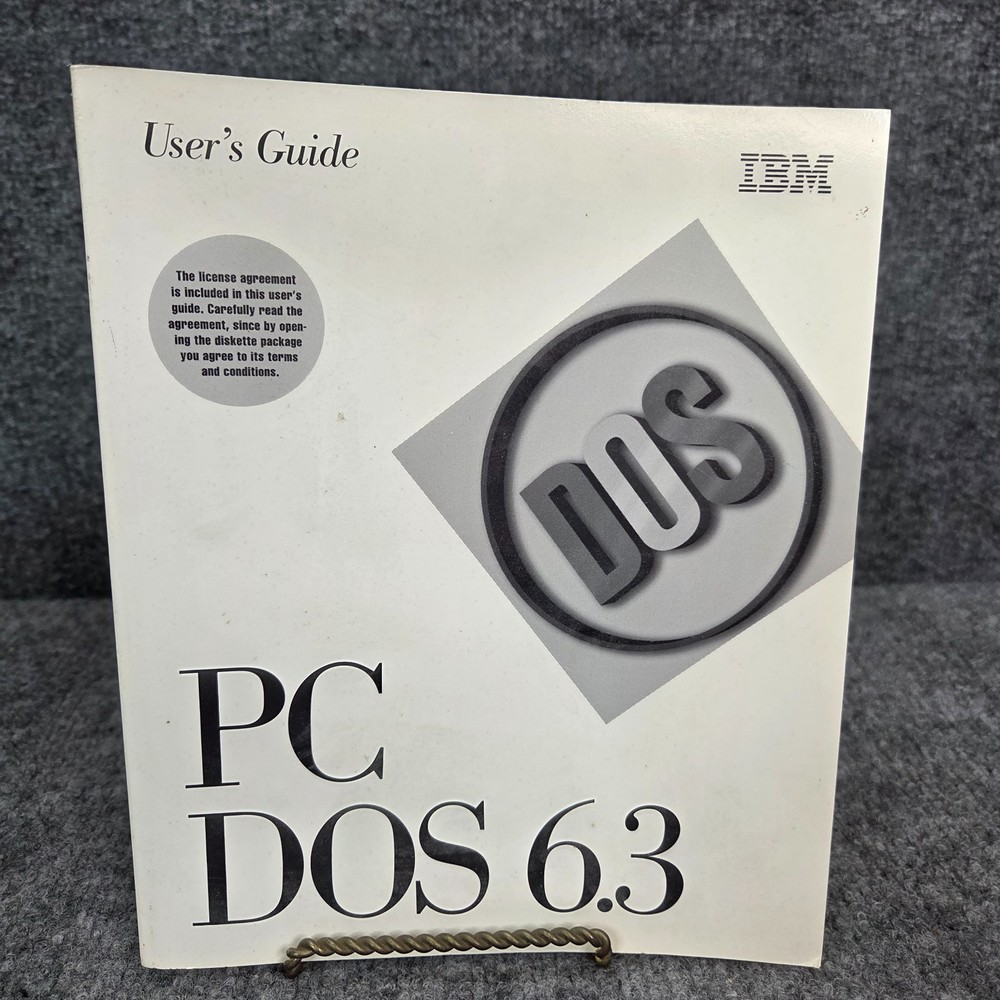 User's Guide
IBM
The license agreement
is included in this user's
guide. Carefully read the
agreement, since by open-
ing the diskette package
you agree to its terms
and conditions.
DOS
PC
DOS 6.3